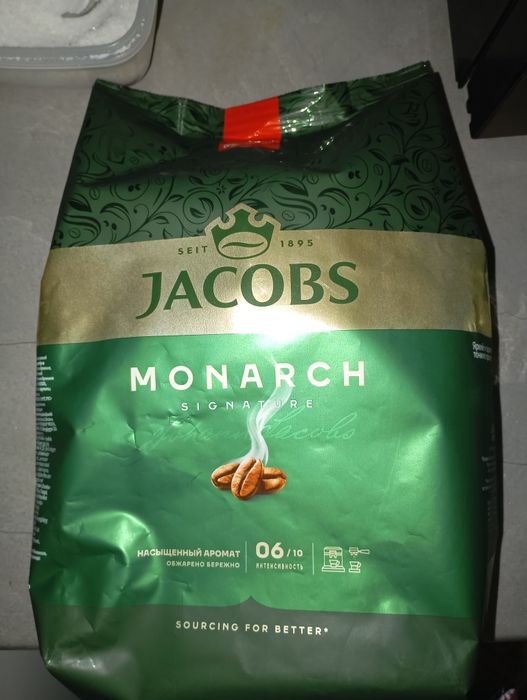 SEIT 1895
JACOBS
MONARCH
SIGNATURE
НАСЫЩЕННЫЙ АРОМАТ
ОБЖАРЕНО БЕРЕЖНО
06/10
ИНТЕНСИВНОСТЬ
SOURCING FOR BETTER*